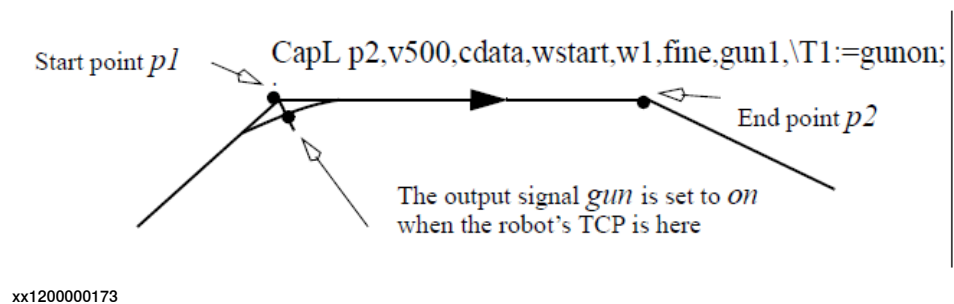 CapL p2,v500,cdata,wstart,w1,fine,gun1,\T1:=gunon;
Start point p1
End point p2
The output signal gun is set to on
when the robot's TCP is here
xx1200000173